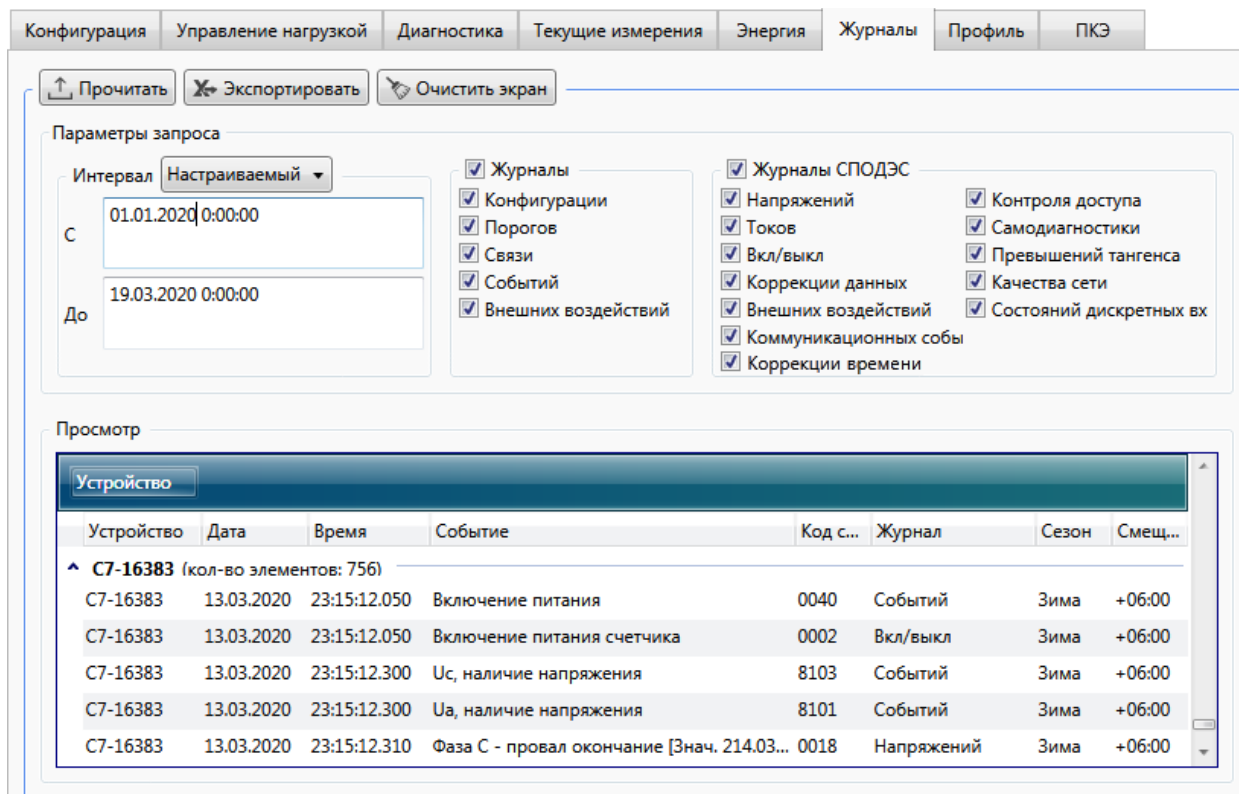 Конфигурация Управление нагрузкой Диагностика Текущие измерения Энергия Журналы Профиль ПКЭ
Прочитать Экспортировать Очистить экран
Параметры запроса
Интервал Настраиваемый
С 01.01.2020 0:00:00
До 19.03.2020 0:00:00
Журналы
Конфигурации
Порогов
Связи
Событий
Внешних воздействий
Журналы СПОДЭС
Напряжений
Токов
Вкл/выкл
Коррекции данных
Внешних воздействий
Коммуникационных собы
Коррекции времени
Контроля доступа
Самодиагностики
Превышений тангенса
Качества сети
Состояний дискретных вх
Просмотр
Устройство
Устройство Дата Время Событие Код с... Журнал Сезон Смещ...
С7-16383 (кол-во элементов: 756)
С7-16383 13.03.2020 23:15:12.050 Включение питания 0040 Событий Зима +06:00
С7-16383 13.03.2020 23:15:12.050 Включение питания счетчика 0002 Вкл/выкл Зима +06:00
С7-16383 13.03.2020 23:15:12.300 Uc, наличие напряжения 8103 Событий Зима +06:00
С7-16383 13.03.2020 23:15:12.300 Ua, наличие напряжения 8101 Событий Зима +06:00
С7-16383 13.03.2020 23:15:12.310 Фаза С - провал окончание [Знач. 214.03... 0018 Напряжений Зима +06:00